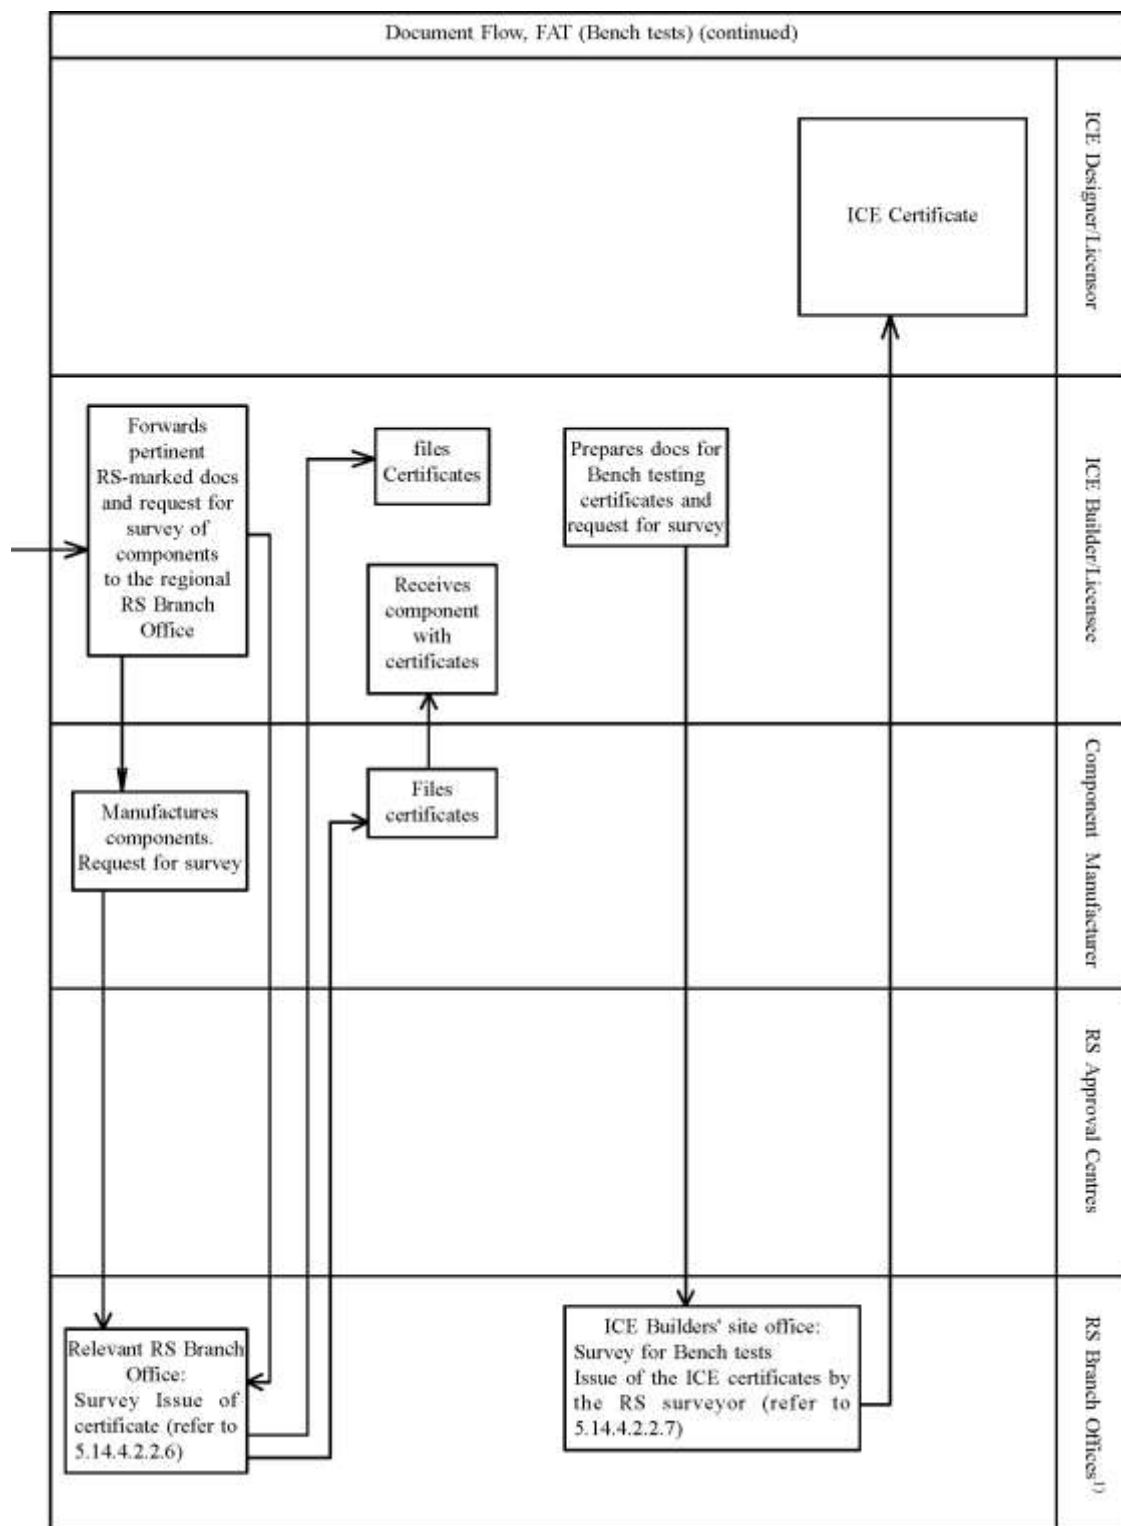 Document Flow, FAT (Bench tests) (continued)
ICE Certificate
ICE Designer/Licensor
Forwards
pertinent
RS-marked docs
and request for
survey of
components
to the regional
RS Branch
Office
files
Certificates
Prepares docs for
Bench testing
certificates and
request for survey
Receives
component
with
certificates
ICE Builder/Licensee
Manufactures
components.
Request for survey
Files
certificates
Component Manufacturer
RS Approval Centres
Relevant RS Branch
Office:
Survey Issue of
certificate (refer to
5.14.4.2.2.6)
ICE Builders' site office:
Survey for Bench tests
Issue of the ICE certificates by
the RS surveyor (refer to
5.14.4.2.2.7)
RS Branch Offices¹⁾